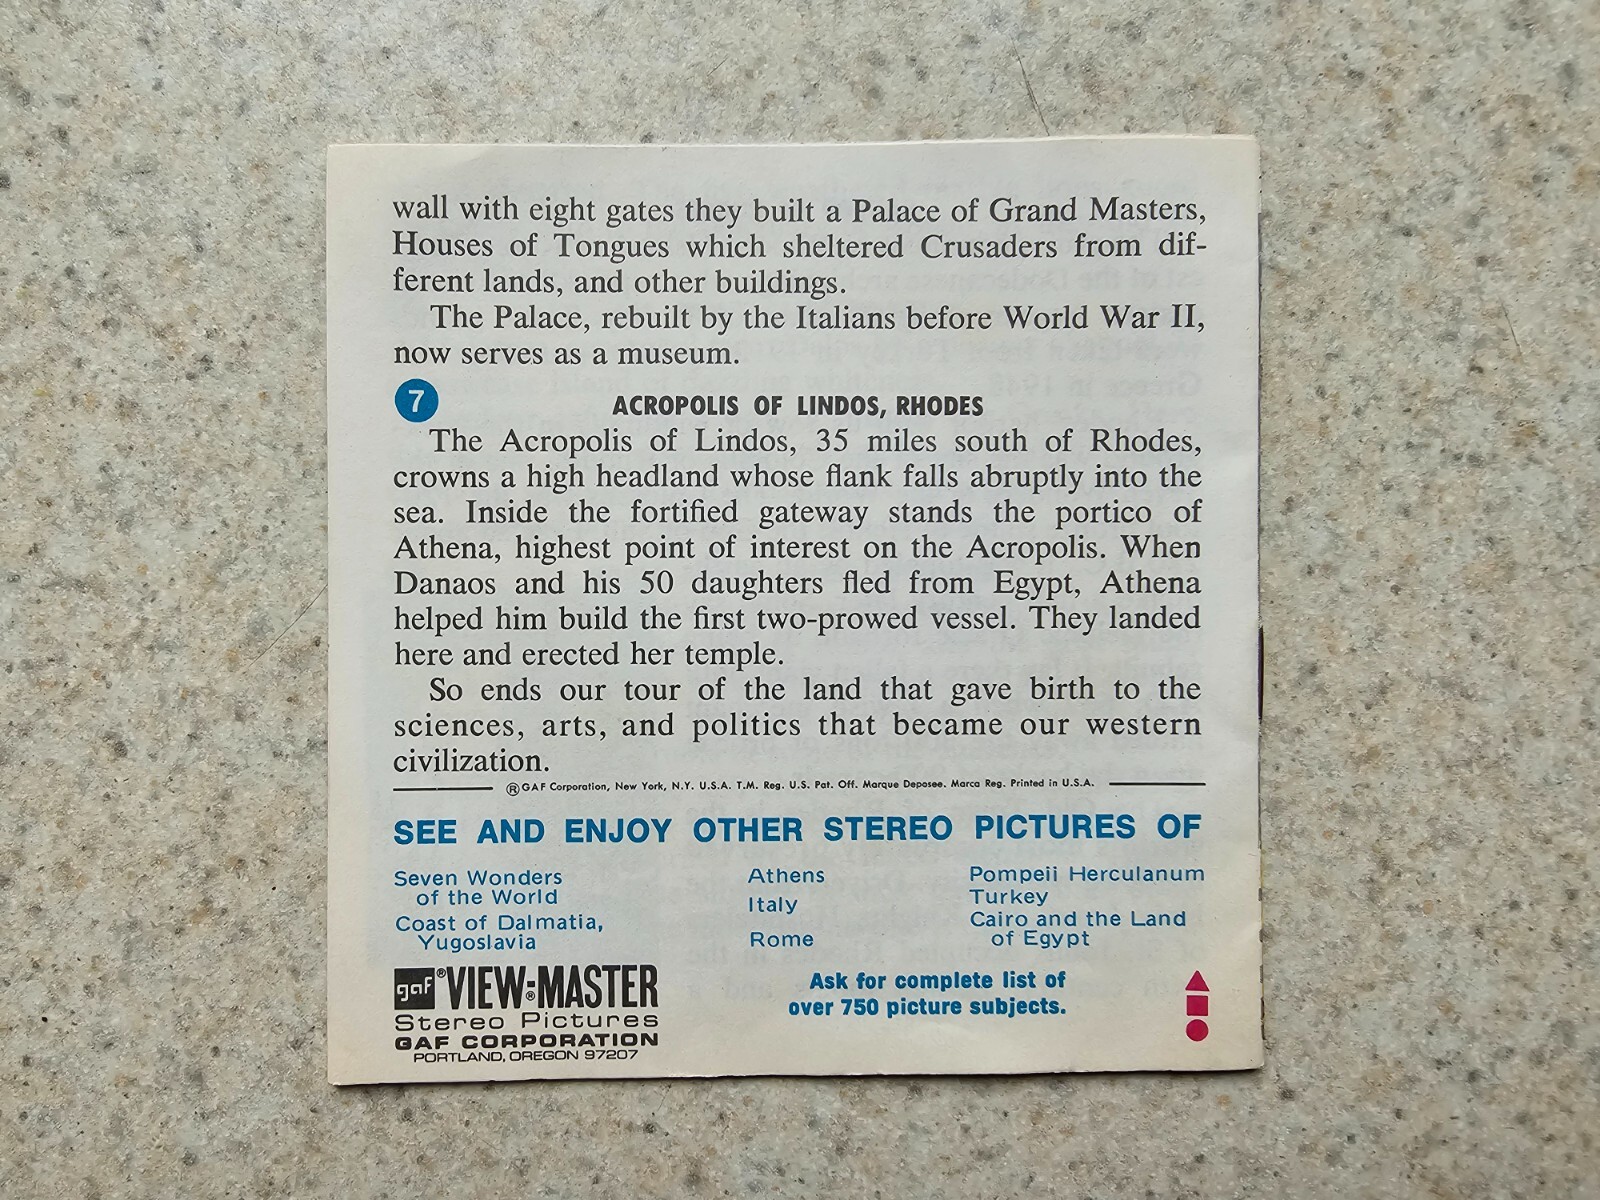 wall with eight gates they built a Palace of Grand Masters,
Houses of Tongues which sheltered Crusaders from dif-
ferent lands, and other buildings.
The Palace, rebuilt by the Italians before World War II,
now serves as a museum.
7 ACROPOLIS OF LINDOS, RHODES
The Acropolis of Lindos, 35 miles south of Rhodes,
crowns a high headland whose flank falls abruptly into the
sea. Inside the fortified gateway stands the portico of
Athena, highest point of interest on the Acropolis. When
Danaos and his 50 daughters fled from Egypt, Athena
helped him build the first two-prowed vessel. They landed
here and erected her temple.
So ends our tour of the land that gave birth to the
sciences, arts, and politics that became our western
civilization.
®GAF Corporation, New York, N.Y. U.S.A. T.M. Reg. U.S. Pat. Off. Marque Deposee. Marca Reg. Printed in U.S.A.
SEE AND ENJOY OTHER STEREO PICTURES OF
Seven Wonders
of the World
Coast of Dalmatia,
Yugoslavia
Athens
Italy
Rome
Pompeii Herculanum
Turkey
Cairo and the Land
of Egypt
gaf® VIEW-MASTER®
Stereo Pictures
GAF CORPORATION
PORTLAND, OREGON 97207
Ask for complete list of
over 750 picture subjects.